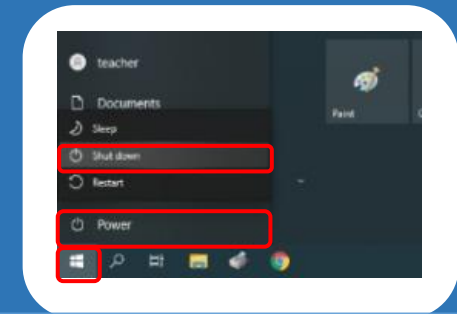 teacher
Documents
Paint
Sleep
Shut down
Restart
Power